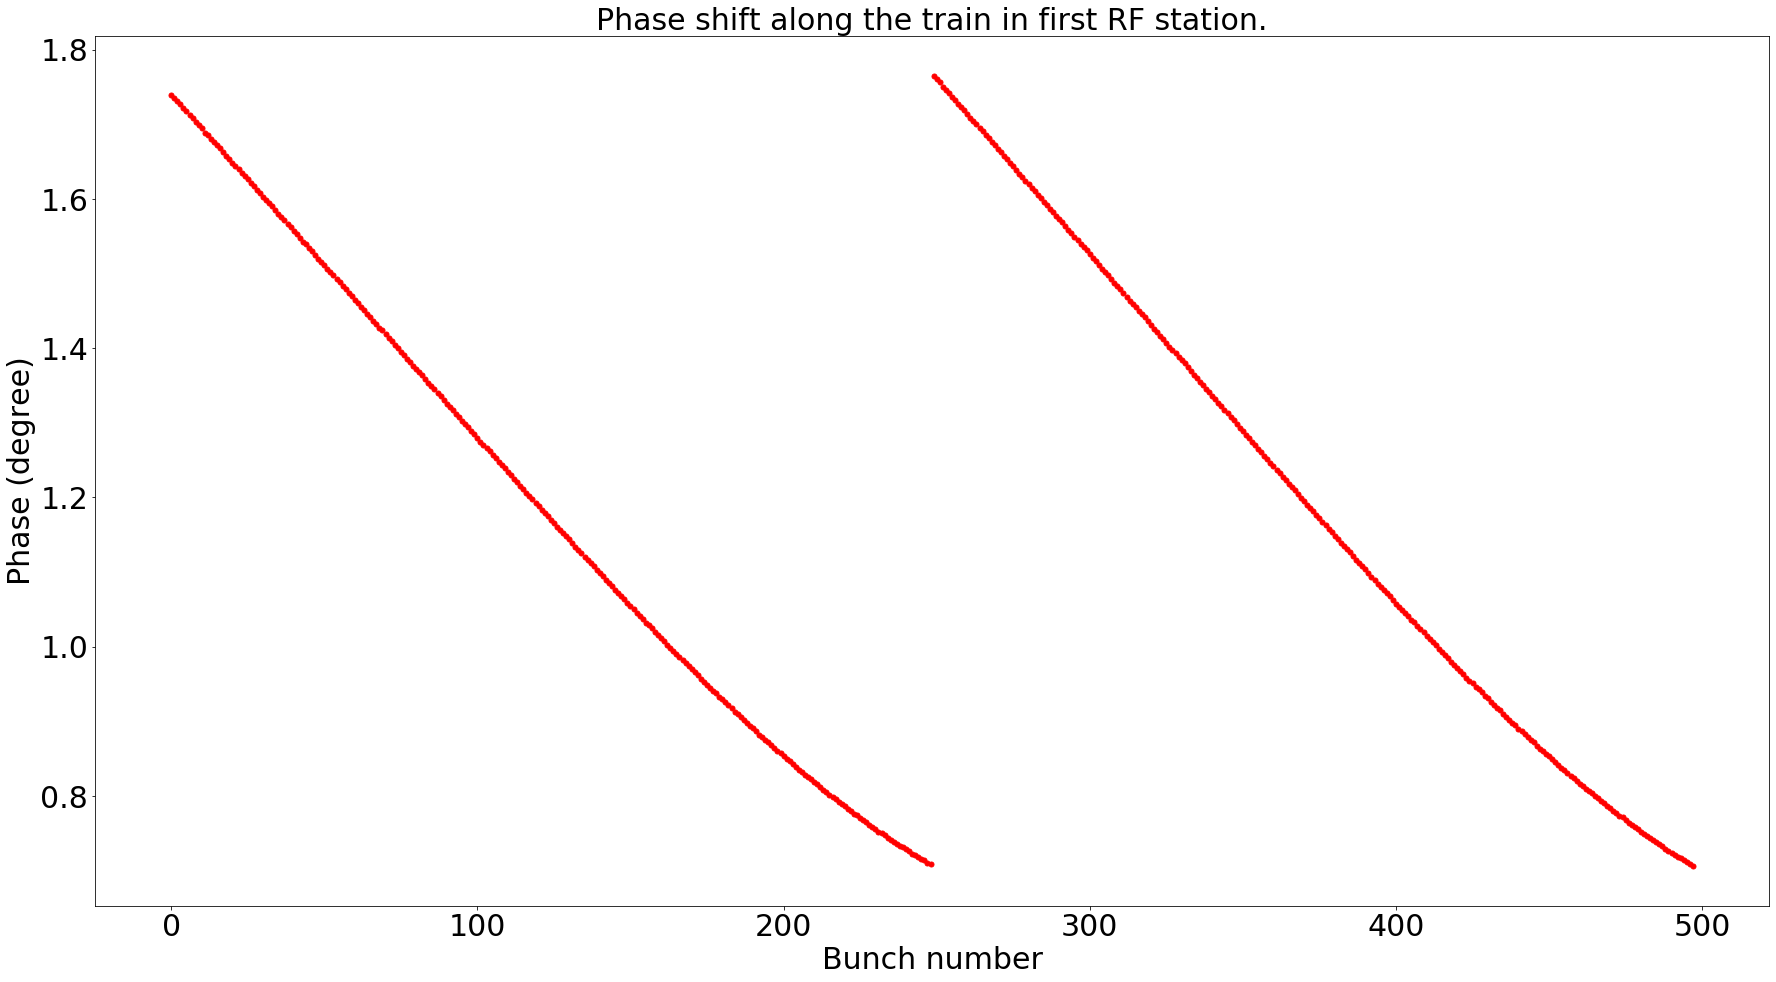 Phase shift along the train in first RF station.
1.8
1.6
1.4
1.2
1.0
0.8
Phase (degree)
0 100 200 300 400 500
Bunch number